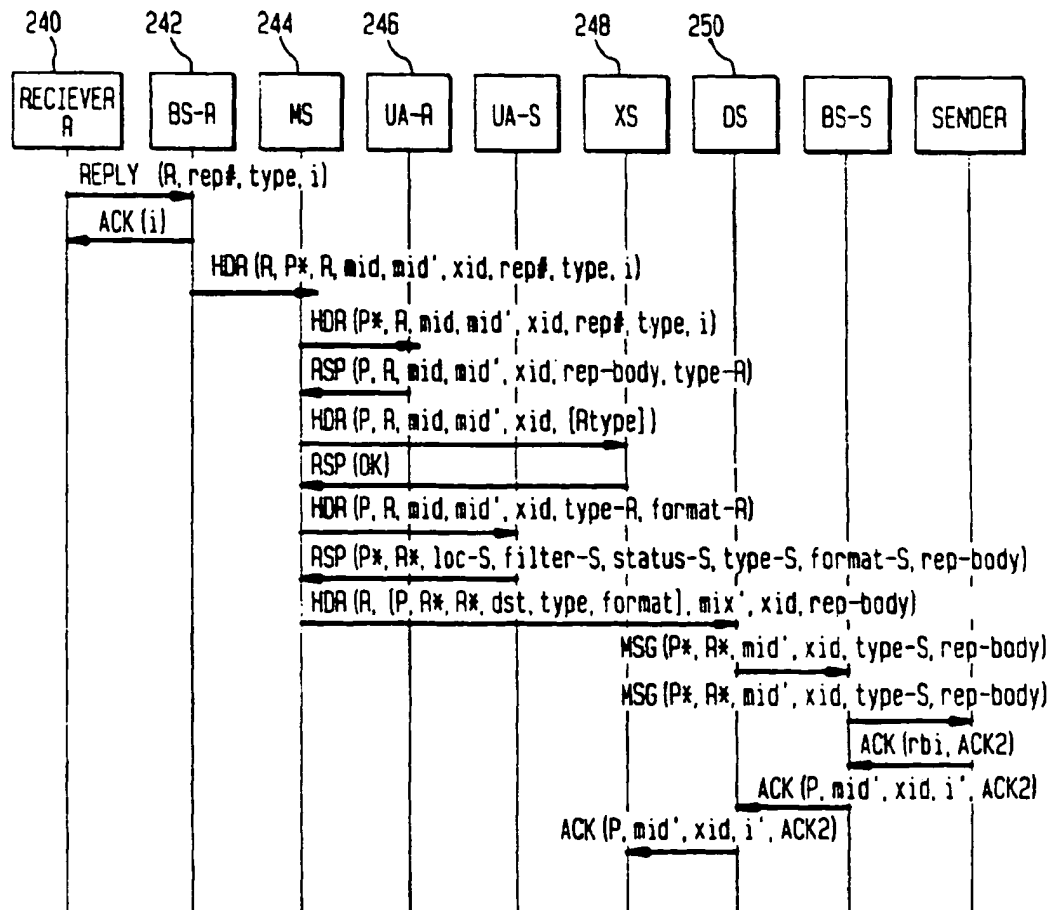 240 242 244 246 248 250
RECIEVER R BS-R MS UA-R UA-S XS DS BS-S SENDER
REPLY (R, rep#, type, i)
ACK (i)
HDR (R, P*, R, mid, mid', xid, rep#, type, i)
HDR (P*, R, mid, mid', xid, rep#, type, i)
RSP (P, R, mid, mid', xid, rep-body, type-R)
HDR (P, R, mid, mid', xid, [Rtype])
RSP (OK)
HDR (P, R, mid, mid', xid, type-R, format-R)
RSP (P*, R*, loc-S, filter-S, status-S, type-S, format-S, rep-body)
HDR (R, [P, R*, R*, dst, type, format], mix', xid, rep-body)
MSG (P*, R*, mid', xid, type-S, rep-body)
MSG (P*, R*, mid', xid, type-S, rep-body)
ACK (rbi, ACK2)
ACK (P, mid', xid, i', ACK2)
ACK (P, mid', xid, i', ACK2)